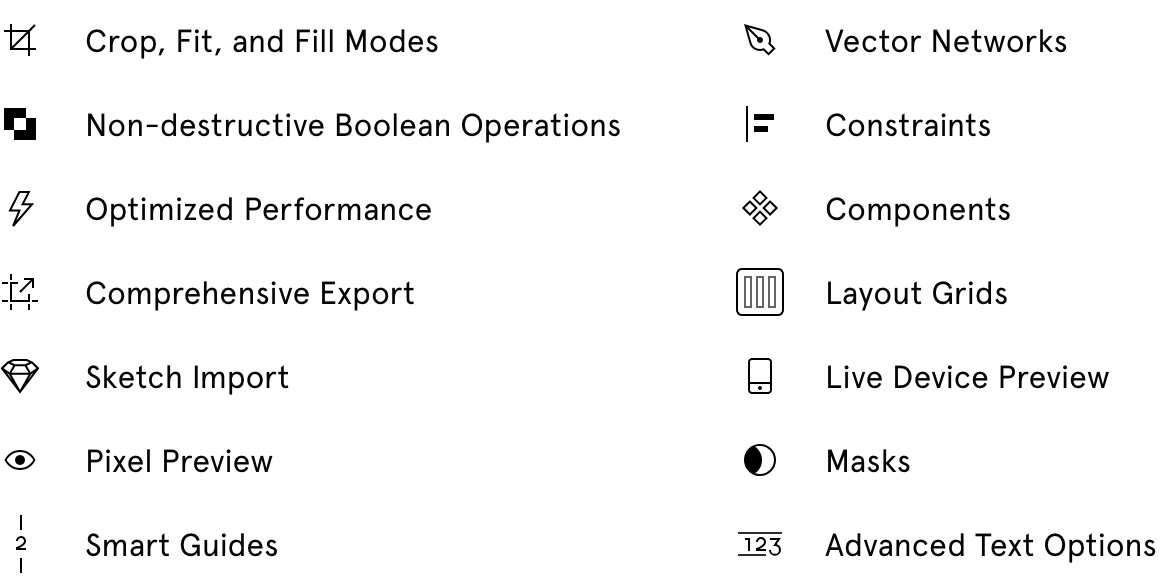 Crop, Fit, and Fill Modes
Vector Networks
Non-destructive Boolean Operations
Constraints
Optimized Performance
Components
Comprehensive Export
Layout Grids
Sketch Import
Live Device Preview
Pixel Preview
Masks
2
Smart Guides
123
Advanced Text Options